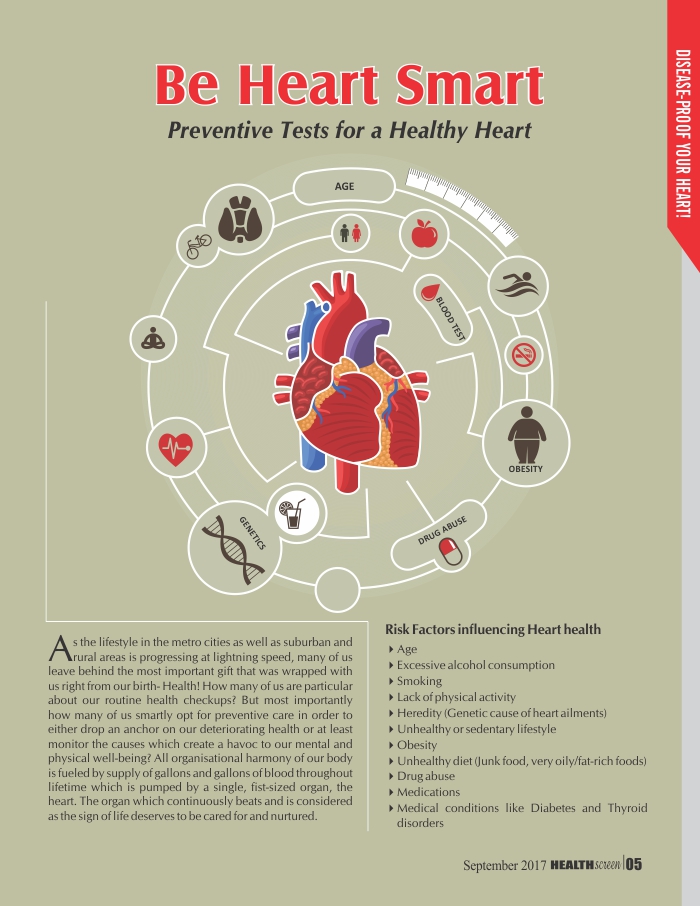 DISEASE-PROOF YOUR HEART!
Be Heart Smart
Preventive Tests for a Healthy Heart
AGE
BLOOD TEST
OBESITY
DRUG ABUSE
GENETICS
As the lifestyle in the metro cities as well as suburban and
rural areas is progressing at lightning speed, many of us
leave behind the most important gift that was wrapped with
us right from our birth- Health! How many of us are particular
about our routine health checkups? But most importantly
how many of us smartly opt for preventive care in order to
either drop an anchor on our deteriorating health or at least
monitor the causes which create a havoc to our mental and
physical well-being? All organisational harmony of our body
is fueled by supply of gallons and gallons of blood throughout
lifetime which is pumped by a single, fist-sized organ, the
heart. The organ which continuously beats and is considered
as the sign of life deserves to be cared for and nurtured.
Risk Factors influencing Heart health
Age
Excessive alcohol consumption
Smoking
Lack of physical activity
Heredity (Genetic cause of heart ailments)
Unhealthy or sedentary lifestyle
Obesity
Unhealthy diet (Junk food, very oily/fat-rich foods)
Drug abuse
Medications
Medical conditions like Diabetes and Thyroid
disorders
September 2017 HEALTHscreen 05